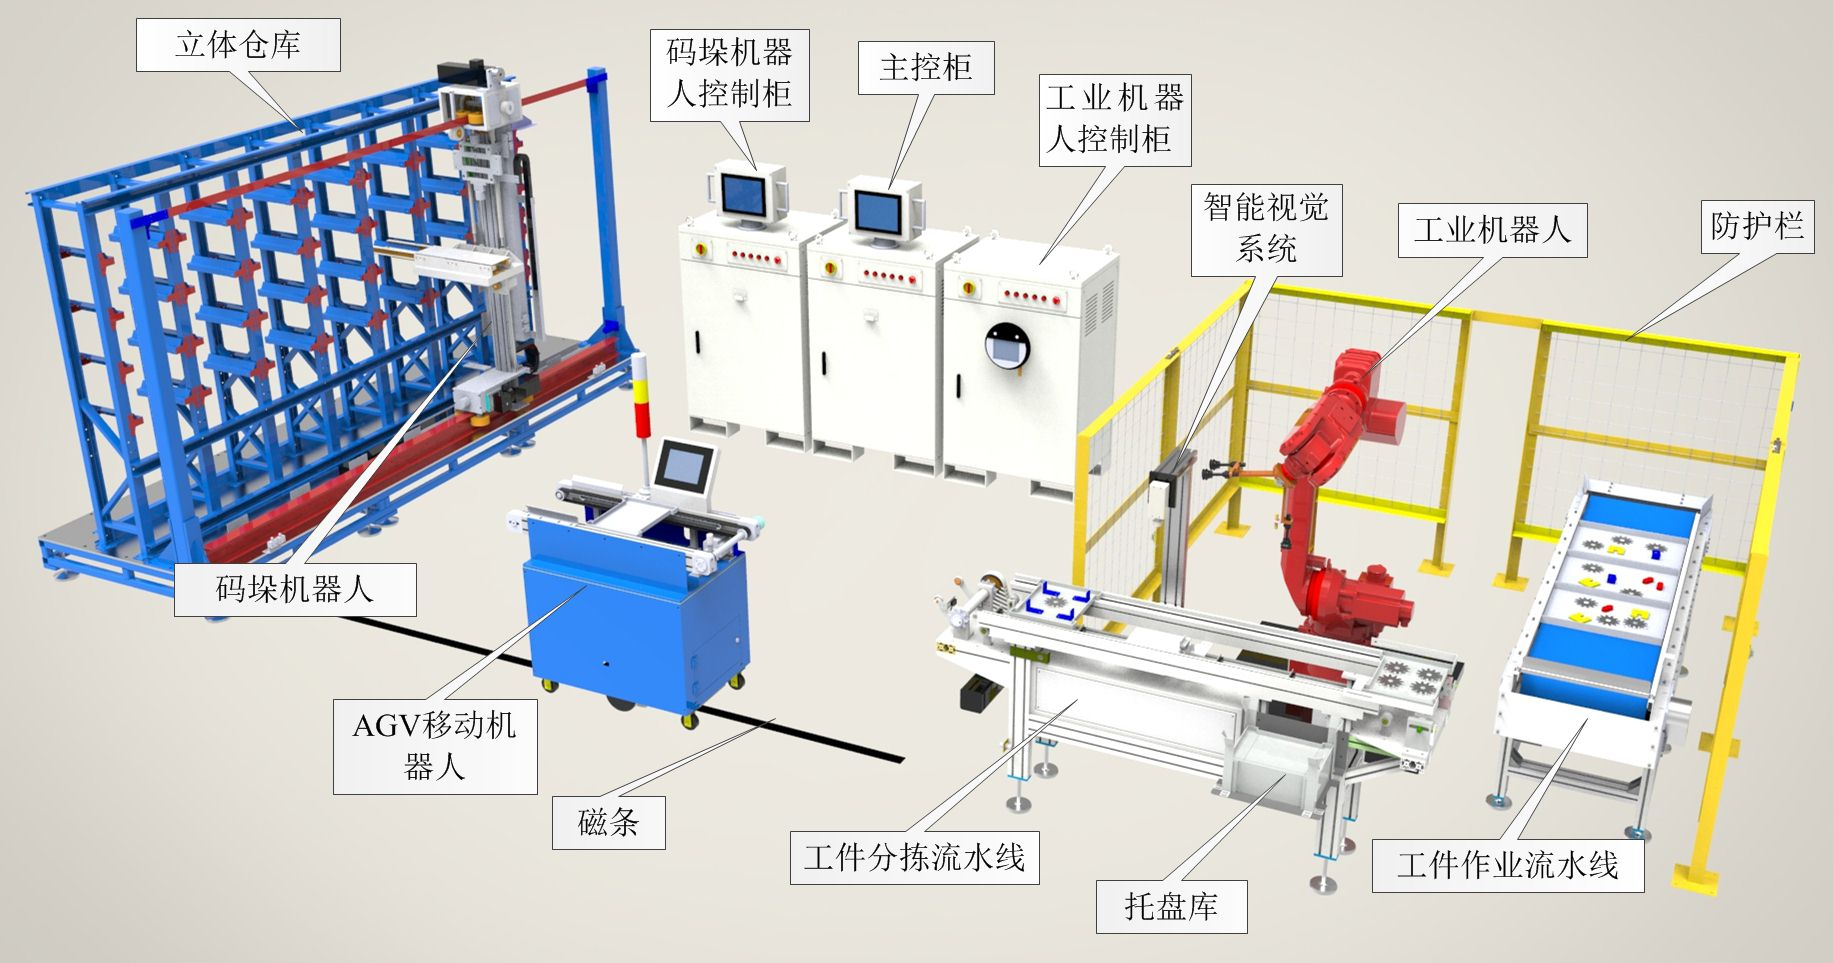 立体仓库
码垛机器
人控制柜
主控柜
工业机器
人控制柜
智能视觉
系统
工业机器人
防护栏
码垛机器人
AGV移动机
器人
磁条
工件分拣流水线
托盘库
工件作业流水线